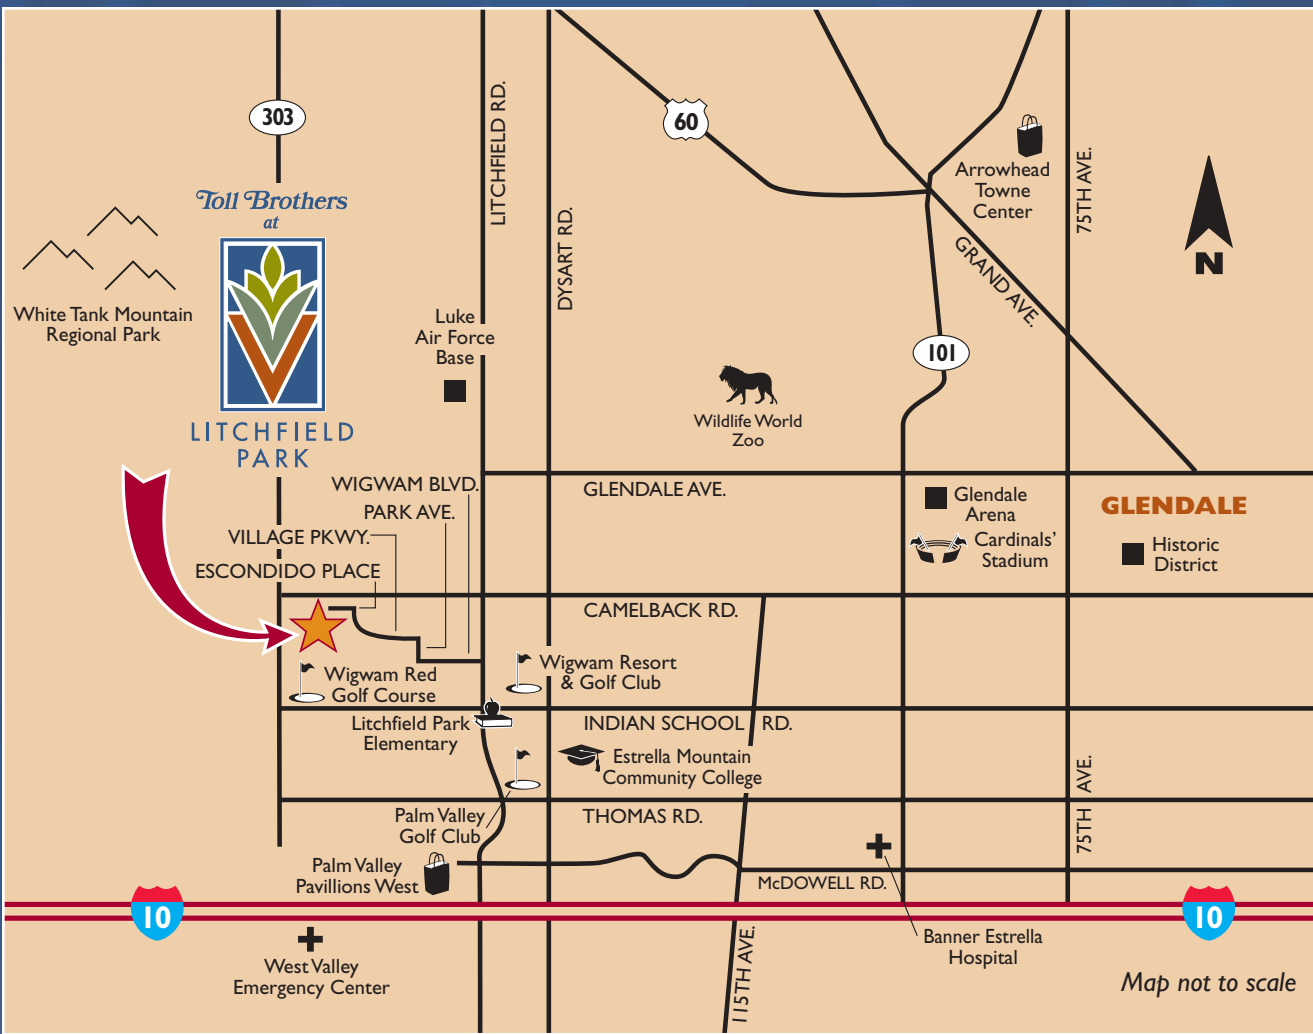 303
LITCHFIELD RD.
60
DYSART RD.
Arrowhead
Towne
Center
75TH AVE.
N
GRAND AVE.
Toll Brothers
at
LITCHFIELD
PARK
White Tank Mountain
Regional Park
Luke
Air Force
Base
101
Wildlife World
Zoo
WIGWAM BLVD.
PARK AVE.
VILLAGE PKWY.
ESCONDIDO PLACE
GLENDALE AVE.
Glendale
Arena
Cardinals'
Stadium
GLENDALE
Historic
District
CAMELBACK RD.
Wigwam Red
Golf Course
Wigwam Resort
& Golf Club
Litchfield Park
Elementary
INDIAN SCHOOL RD.
Estrella Mountain
Community College
Palm Valley
Golf Club
THOMAS RD.
75TH AVE.
Palm Valley
Pavillions West
McDOWELL RD.
10
10
West Valley
Emergency Center
115TH AVE.
Banner Estrella
Hospital
Map not to scale